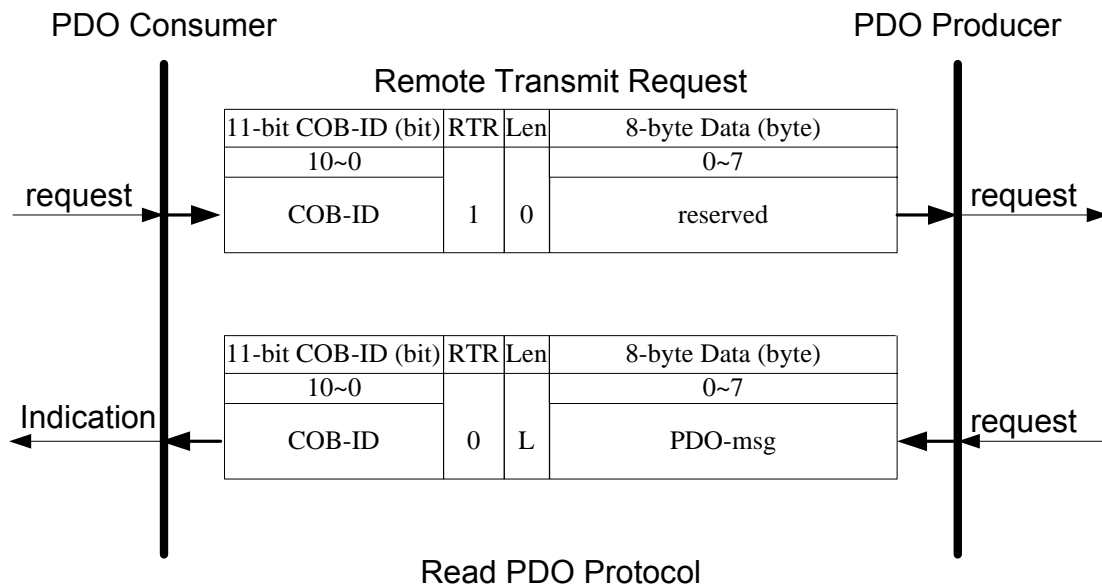 PDO Consumer
PDO Producer
Remote Transmit Request
11-bit COB-ID (bit) RTR Len 8-byte Data (byte)
10~0 0~7
request
COB-ID 1 0 reserved
request
11-bit COB-ID (bit) RTR Len 8-byte Data (byte)
10~0 0~7
Indication
COB-ID 0 L PDO-msg
request
Read PDO Protocol